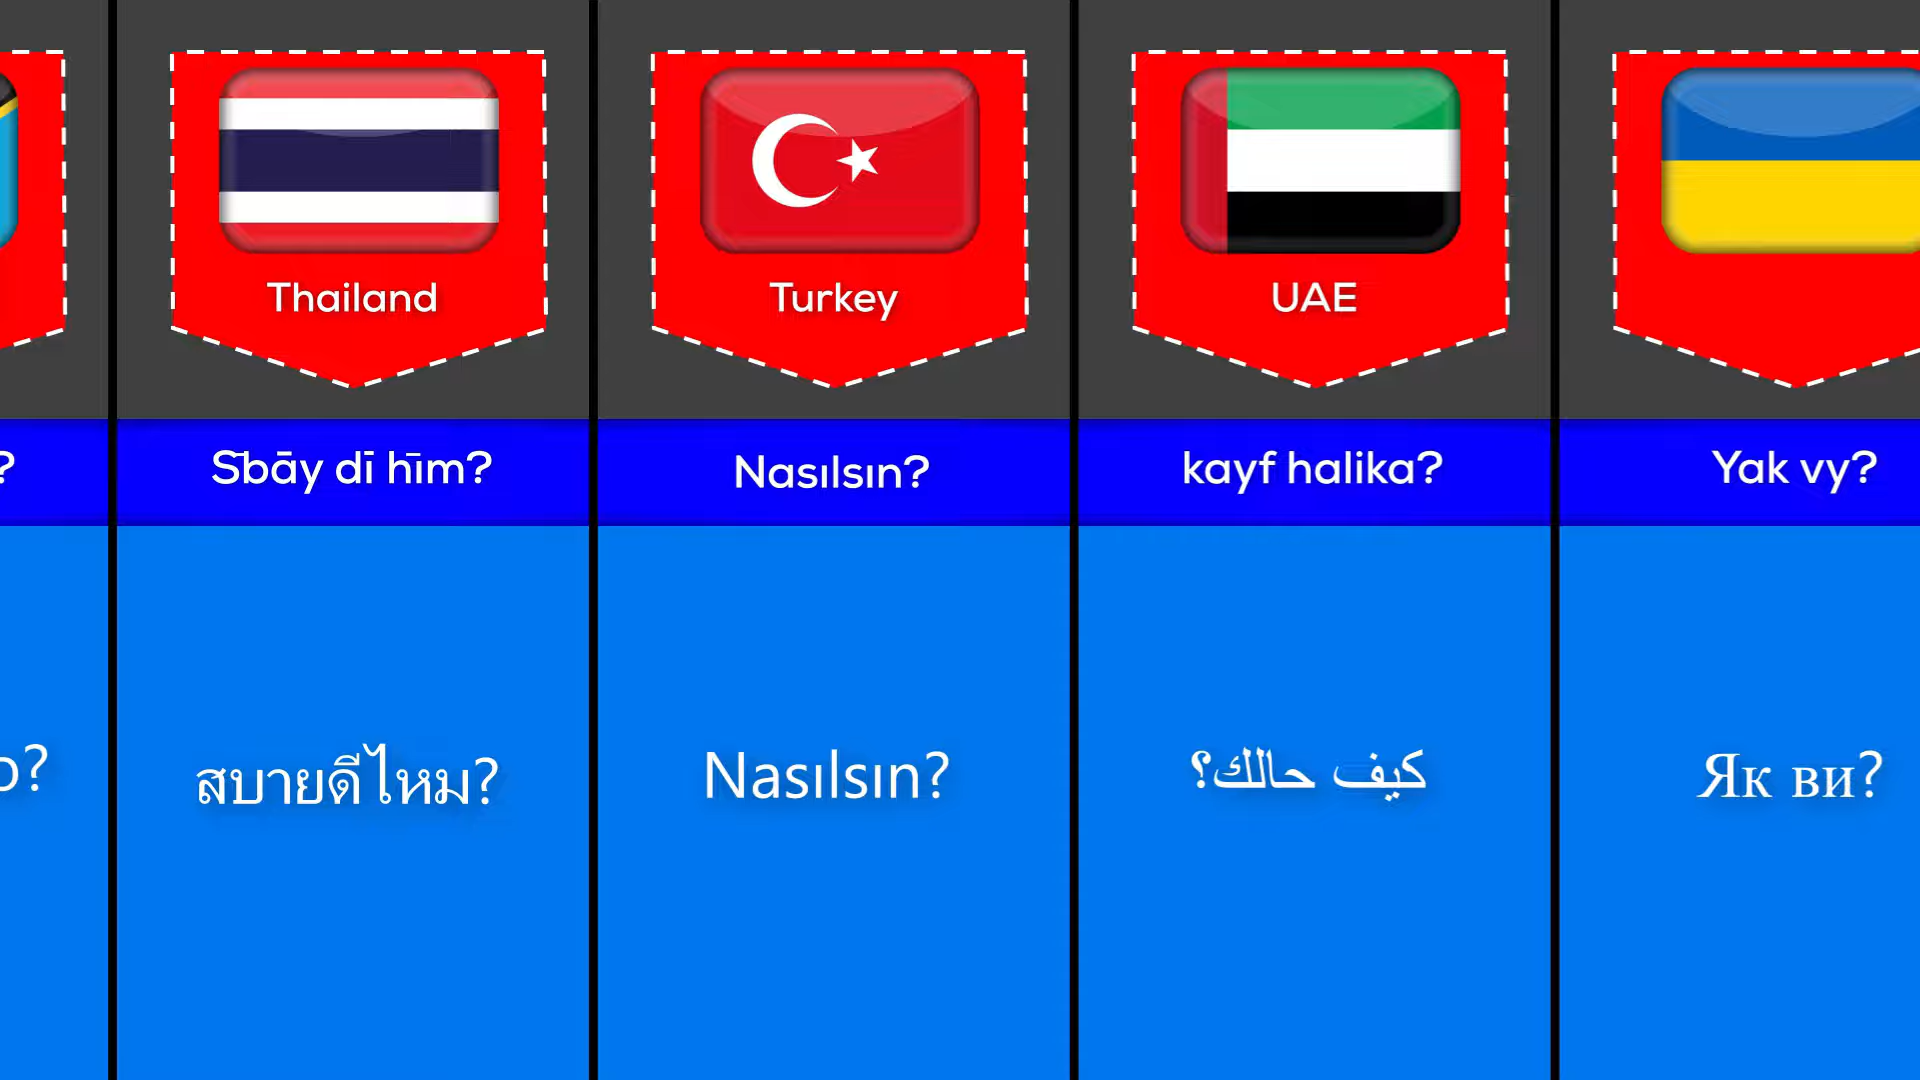 Thailand
Turkey
UAE
?
Sbāy dī h̄ım?
Nasılsın?
kayf halika?
Yak vy?
?
สบายดีไหม?
Nasılsın?
كيف حالك؟
Як ви?